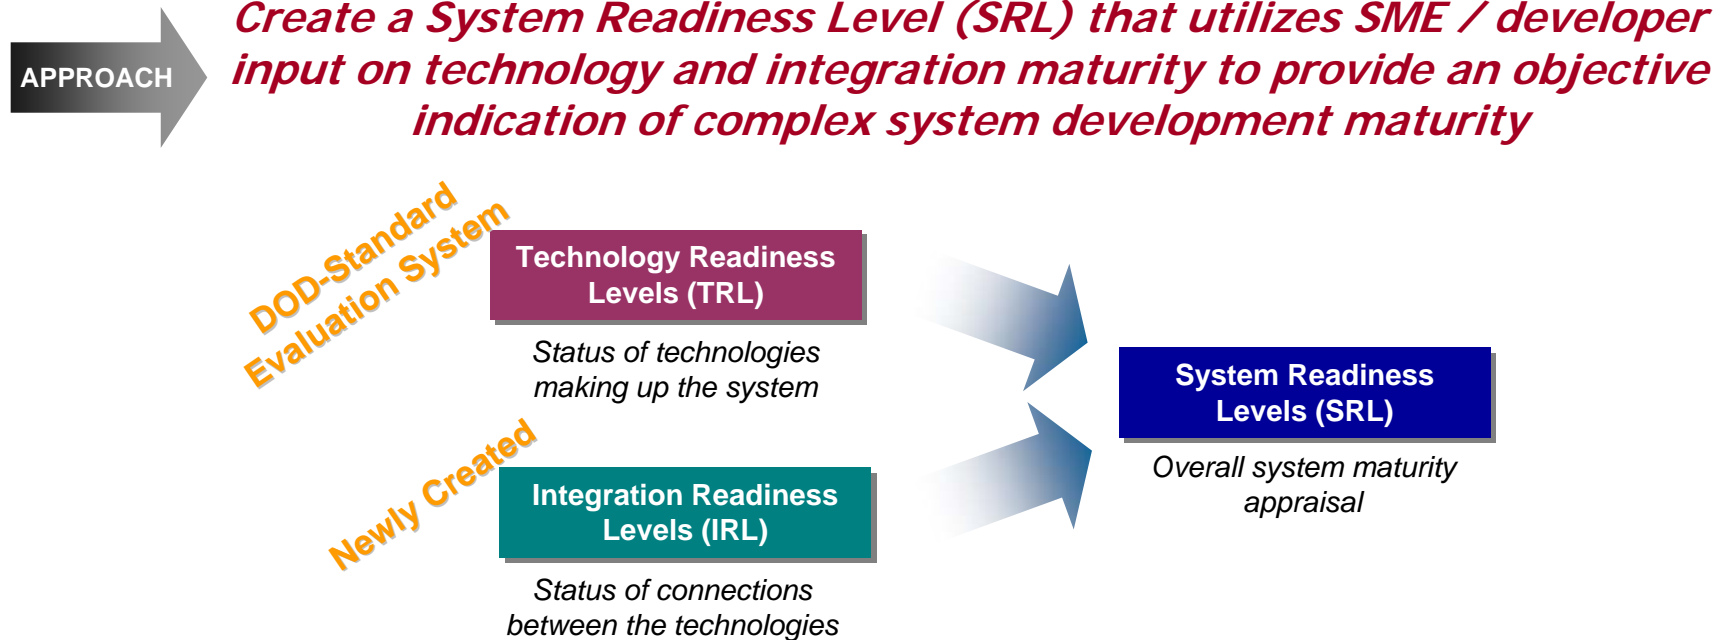 Create a System Readiness Level (SRL) that utilizes SME / developer
APPROACH
input on technology and integration maturity to provide an objective
indication of complex system development maturity
DOD-Standard
Evaluation System
Technology Readiness
Levels (TRL)
Status of technologies
making up the system
Newly Created
Integration Readiness
Levels (IRL)
Status of connections
between the technologies
System Readiness
Levels (SRL)
Overall system maturity
appraisal